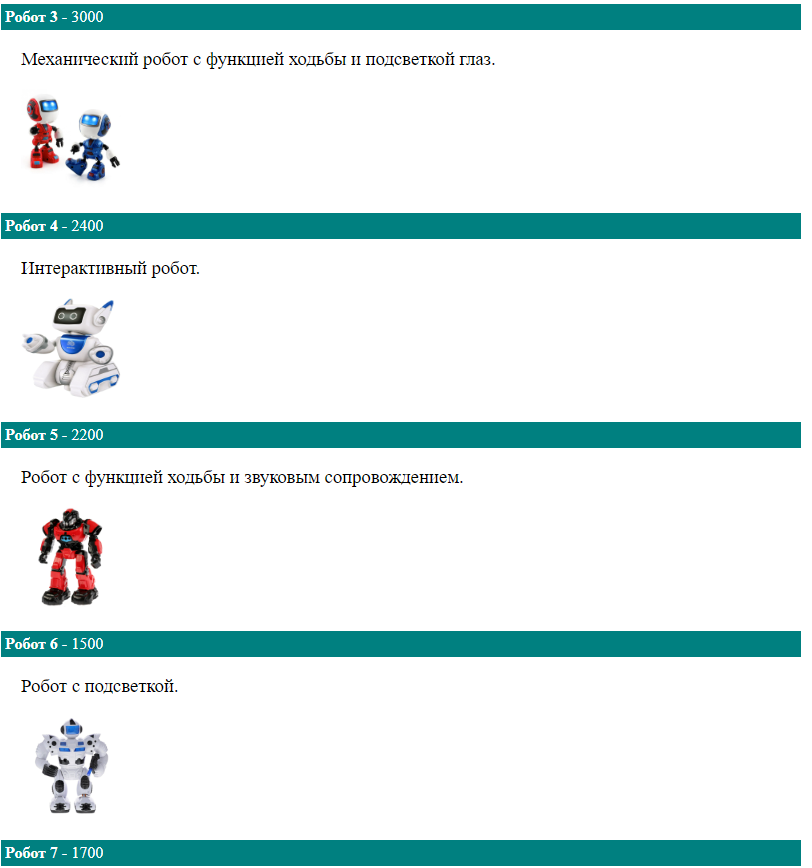 Робот 3 - 3000
Механический робот с функцией ходьбы и подсветкой глаз.
Робот 4 - 2400
Интерактивный робот.
Робот 5 - 2200
Робот с функцией ходьбы и звуковым сопровождением.
Робот 6 - 1500
Робот с подсветкой.
Робот 7 - 1700